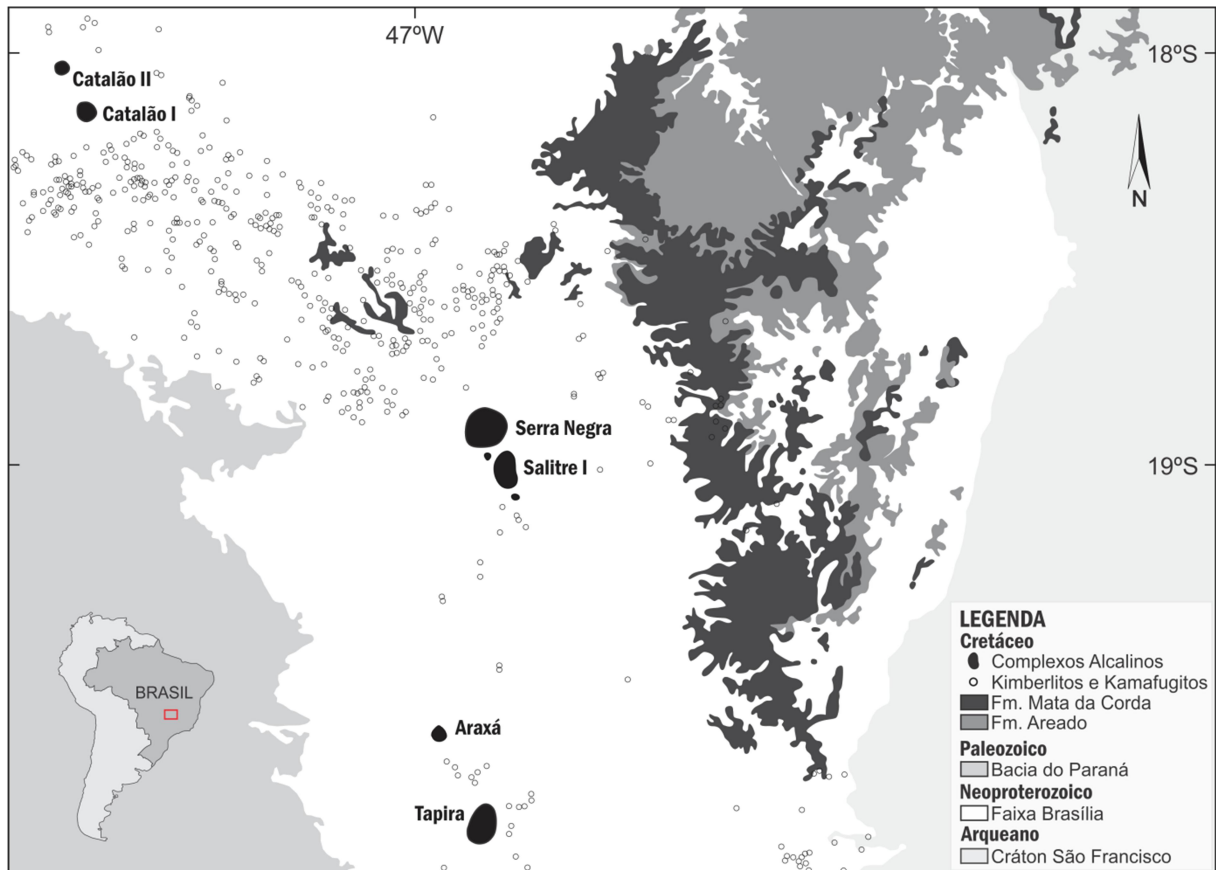 47ºW
18ºS
Catalão II
Catalão I
N
Serra Negra
Salitre I
19ºS
BRASIL
Araxá
Tapira
LEGENDA
Cretáceo
Complexos Alcalinos
Kimberlitos e Kamafugitos
Fm. Mata da Corda
Fm. Areado
Paleozoico
Bacia do Paraná
Neoproterozoico
Faixa Brasília
Arqueano
Cráton São Francisco